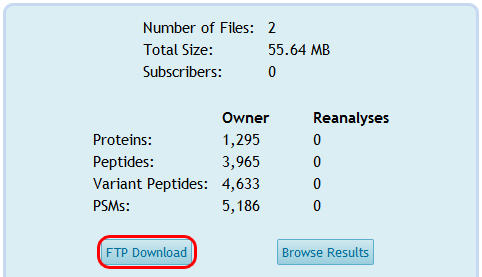 Number of Files: 2
Total Size: 55.64 MB
Subscribers: 0
Owner Reanalyses
Proteins: 1,295 0
Peptides: 3,965 0
Variant Peptides: 4,633 0
PSMs: 5,186 0
FTP Download Browse Results